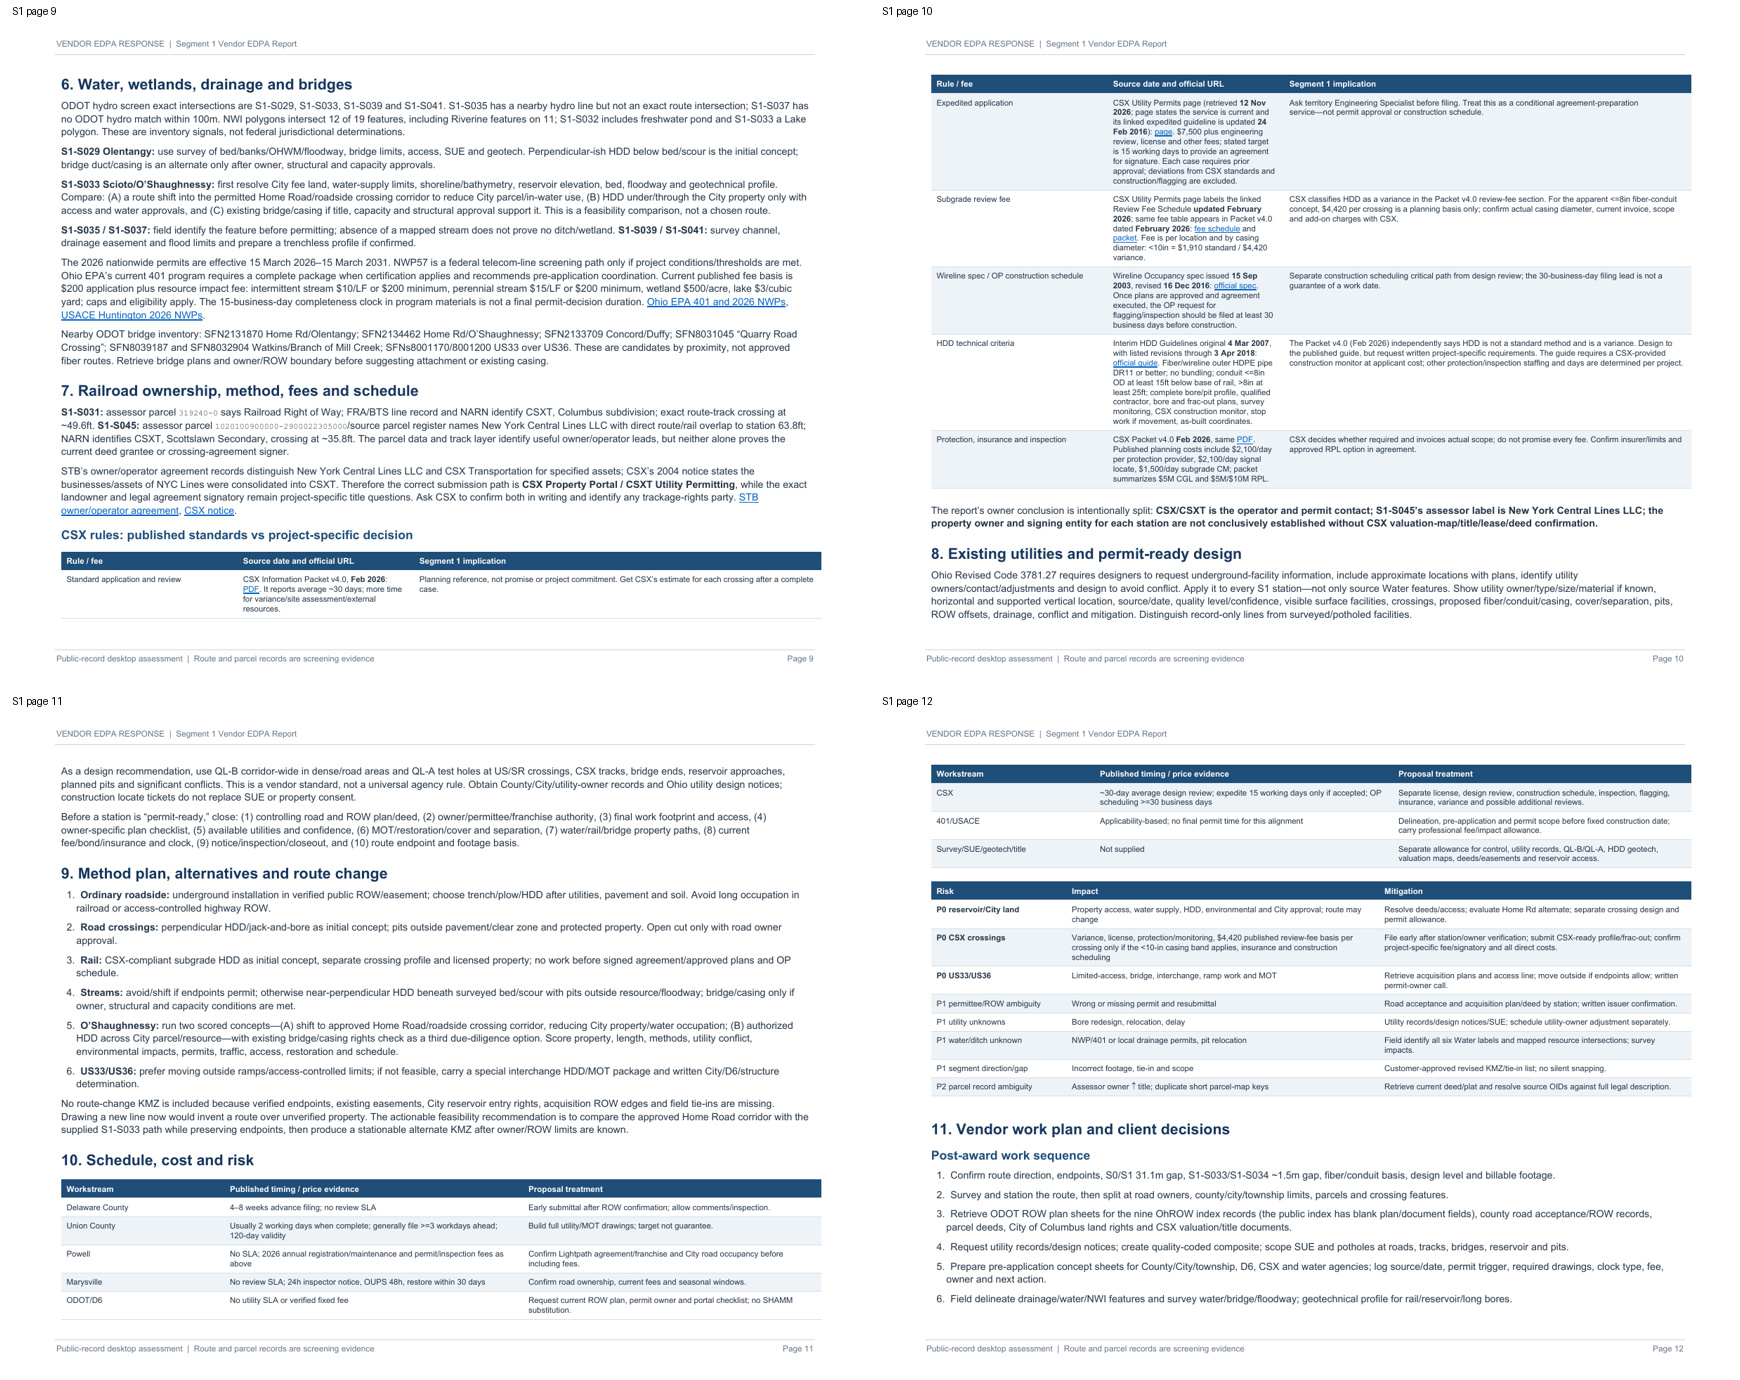 S1 page 9
VENDOR EDPA RESPONSE | Segment 1 Vendor EDPA Report
6. Water, wetlands, drainage and bridges
ODOT hydro screen exact intersections are S1-S029, S1-S033, S1-S039 and S1-S041. S1-S035 has a nearby hydro line but not an exact route intersection; S1-S037 has
no ODOT hydro match within 100m. NWI polygons intersect 12 of 19 features, including Riverine features on 11; S1-S032 includes freshwater pond and S1-S033 a Lake
polygon. These are inventory signals, not federal jurisdictional determinations.
S1-S029 Olentangy: use survey of bed/banks/OHWM/floodway, bridge limits, access, SUE and geotech. Perpendicular-ish HDD below bed/scour is the initial concept;
bridge duct/casing is an alternate only after owner, structural and capacity approvals.
S1-S033 Scioto/O'Shaughnessy: first resolve City fee land, water-supply limits, shoreline/bathymetry, reservoir elevation, bed, floodway and geotechnical profile.
Compare: (A) a route shift into the permitted Home Road/roadside crossing corridor to reduce City parcel/in-water use, (B) HDD under/through the City property only with
access and water approvals, and (C) existing bridge/casing if title, capacity and structural approval support it. This is a feasibility comparison, not a chosen route.
S1-S035 / S1-S037: field identify the feature before permitting; absence of a mapped stream does not prove no ditch/wetland. S1-S039 / S1-S041: survey channel,
drainage easement and flood limits and prepare a trenchless profile if confirmed.
The 2026 nationwide permits are effective 15 March 2026–15 March 2031. NWP57 is a federal telecom-line screening path only if project conditions/thresholds are met.
Ohio EPA's current 401 program requires a complete package when certification applies and recommends pre-application coordination. Current published fee basis is
$200 application plus resource impact fee: intermittent stream $10/LF or $200 minimum, perennial stream $15/LF or $200 minimum, wetland $500/acre, lake $3/cubic
yard; caps and eligibility apply. The 15-business-day completeness clock in program materials is not a final permit-decision duration. Ohio EPA 401 and 2026 NWPs,
USACE Huntington 2026 NWPs.
Nearby ODOT bridge inventory: SFN2131870 Home Rd/Olentangy; SFN2134462 Home Rd/O'Shaughnessy; SFN2133709 Concord/Duffy; SFN8031045 “Quarry Road
Crossing”; SFN8039187 and SFN8032904 Watkins/Branch of Mill Creek; SFNs8001170/8001200 US33 over US36. These are candidates by proximity, not approved
fiber routes. Retrieve bridge plans and owner/ROW boundary before suggesting attachment or existing casing.
7. Railroad ownership, method, fees and schedule
S1-S031: assessor parcel 319240-0 says Railroad Right of Way; FRA/BTS line record and NARN identify CSXT, Columbus subdivision; exact route-track crossing at
~49.6ft. S1-S045: assessor parcel 1020100900000-2900022305000/source parcel register names New York Central Lines LLC with direct route/rail overlap to station 63.8ft;
NARN identifies CSXT, Scottslawn Secondary, crossing at ~35.8ft. The parcel data and track layer identify useful owner/operator leads, but neither alone proves the
current deed grantee or crossing-agreement signer.
STB's owner/operator agreement records distinguish New York Central Lines LLC and CSX Transportation for specified assets; CSX's 2004 notice states the
businesses/assets of NYC Lines were consolidated into CSXT. Therefore the correct submission path is CSX Property Portal / CSXT Utility Permitting, while the exact
landowner and legal agreement signatory remain project-specific title questions. Ask CSX to confirm both in writing and identify any trackage-rights party. STB
owner/operator agreement, CSX notice.
CSX rules: published standards vs project-specific decision
Rule / fee
Source date and official URL
Segment 1 implication
Standard application and review
CSX Information Packet v4.0, Feb 2026:
PDF. It reports average ~30 days; more time
for variance/site assessment/external
resources.
Planning reference, not promise or project commitment. Get CSX's estimate for each crossing after a complete
case.
Public-record desktop assessment | Route and parcel records are screening evidence
Page 9
S1 page 10
VENDOR EDPA RESPONSE | Segment 1 Vendor EDPA Report
Rule / fee
Source date and official URL
Segment 1 implication
Expedited application
CSX Utility Permits page (retrieved 12 Nov
2026; page states the service is current and
its linked expedited guideline is updated 24
Feb 2016): page. $7,500 plus engineering
review, license and other fees; stated target
is 15 working days to provide an agreement
for signature. Each case requires prior
approval; deviations from CSX standards and
construction/flagging are excluded.
Ask territory Engineering Specialist before filing. Treat this as a conditional agreement-preparation
service—not permit approval or construction schedule.
Subgrade review fee
CSX Utility Permits page labels the linked
Review Fee Schedule updated February
2026; same fee table appears in Packet v4.0
dated February 2026: fee schedule and
packet. Fee is per location and by casing
diameter: <10in = $1,910 standard / $4,420
variance.
CSX classifies HDD as a variance in the Packet v4.0 review-fee section. For the apparent <=8in fiber-conduit
concept, $4,420 per crossing is a planning basis only; confirm actual casing diameter, current invoice, scope
and add-on charges with CSX.
Wireline spec / OP construction schedule
Wireline Occupancy spec issued 15 Sep
2003, revised 16 Dec 2016: official spec.
Once plans are approved and agreement
executed, the OP request for
flagging/inspection should be filed at least 30
business days before construction.
Separate construction scheduling critical path from design review; the 30-business-day filing lead is not a
guarantee of a work date.
HDD technical criteria
Interim HDD Guidelines original 4 Mar 2007,
with listed revisions through 3 Apr 2018:
official guide. Fiber/wireline outer HDPE pipe
DR11 or better; no bundling; conduit <=8in
OD at least 15ft below base of rail, >8in at
least 25ft; complete bore/pit profile, qualified
contractor, bore and frac-out plans, survey
monitoring, CSX construction monitor, stop
work if movement, as-built coordinates.
The Packet v4.0 (Feb 2026) independently says HDD is not a standard method and is a variance. Design to
the published guide, but request written project-specific requirements. The guide requires a CSX-provided
construction monitor at applicant cost; other protection/inspection staffing and days are determined per project.
Protection, insurance and inspection
CSX Packet v4.0 Feb 2026, same PDF.
Published planning costs include $2,100/day
per protection provider, $2,100/day signal
locate, $1,500/day subgrade CM; packet
summarizes $5M CGL and $5M/$10M RPL.
CSX decides whether required and invoices actual scope; do not promise every fee. Confirm insurer/limits and
approved RPL option in agreement.
The report's owner conclusion is intentionally split: CSX/CSXT is the operator and permit contact; S1-S045's assessor label is New York Central Lines LLC; the
property owner and signing entity for each station are not conclusively established without CSX valuation-map/title/lease/deed confirmation.
8. Existing utilities and permit-ready design
Ohio Revised Code 3781.27 requires designers to request underground-facility information, include approximate locations with plans, identify utility
owners/contact/adjustments and design to avoid conflict. Apply it to every S1 station—not only source Water features. Show utility owner/type/size/material if known,
horizontal and supported vertical location, source/date, quality level/confidence, visible surface facilities, crossings, proposed fiber/conduit/casing, cover/separation, pits,
ROW offsets, drainage, conflict and mitigation. Distinguish record-only lines from surveyed/potholed facilities.
Public-record desktop assessment | Route and parcel records are screening evidence
Page 10
S1 page 11
VENDOR EDPA RESPONSE | Segment 1 Vendor EDPA Report
As a design recommendation, use QL-B corridor-wide in dense/road areas and QL-A test holes at US/SR crossings, CSX tracks, bridge ends, reservoir approaches,
planned pits and significant conflicts. This is a vendor standard, not a universal agency rule. Obtain County/City/utility-owner records and Ohio utility design notices;
construction locate tickets do not replace SUE or property consent.
Before a station is “permit-ready,” close: (1) controlling road and ROW plan/deed, (2) owner/permittee/franchise authority, (3) final work footprint and access, (4)
owner-specific plan checklist, (5) available utilities and confidence, (6) MOT/restoration/cover and separation, (7) water/rail/bridge property paths, (8) current
fee/bond/insurance and clock, (9) notice/inspection/closeout, and (10) route endpoint and footage basis.
9. Method plan, alternatives and route change
1. Ordinary roadside: underground installation in verified public ROW/easement; choose trench/plow/HDD after utilities, pavement and soil. Avoid long occupation in
railroad or access-controlled highway ROW.
2. Road crossings: perpendicular HDD/jack-and-bore as initial concept; pits outside pavement/clear zone and protected property. Open cut only with road owner
approval.
3. Rail: CSX-compliant subgrade HDD as initial concept, separate crossing profile and licensed property; no work before signed agreement/approved plans and OP
schedule.
4. Streams: avoid/shift if endpoints permit; otherwise near-perpendicular HDD beneath surveyed bed/scour with pits outside resource/floodway; bridge/casing only if
owner, structural and capacity conditions are met.
5. O'Shaughnessy: run two scored concepts—(A) shift to approved Home Road/roadside crossing corridor, reducing City property/water occupation; (B) authorized
HDD across City parcel/resource—with existing bridge/casing rights check as a third due-diligence option. Score property, length, methods, utility conflict,
environmental impacts, permits, traffic, access, restoration and schedule.
6. US33/US36: prefer moving outside ramps/access-controlled limits; if not feasible, carry a special interchange HDD/MOT package and written City/D6/structure
determination.
No route-change KMZ is included because verified endpoints, existing easements, City reservoir entry rights, acquisition ROW edges and field tie-ins are missing.
Drawing a new line now would invent a route over unverified property. The actionable feasibility recommendation is to compare the approved Home Road corridor with the
supplied S1-S033 path while preserving endpoints, then produce a stationable alternate KMZ after owner/ROW limits are known.
10. Schedule, cost and risk
Workstream
Published timing / price evidence
Proposal treatment
Delaware County
4–8 weeks advance filing; no review SLA
Early submittal after ROW confirmation; allow comments/inspection.
Union County
Usually 2 working days when complete; generally file >=3 workdays ahead;
120-day validity
Build full utility/MOT drawings; target not guarantee.
Powell
No SLA; 2026 annual registration/maintenance and permit/inspection fees as
above
Confirm Lightpath agreement/franchise and City road occupancy before
including fees.
Marysville
No review SLA; 24h inspector notice, OUPS 48h, restore within 30 days
Confirm road ownership, current fees and seasonal windows.
ODOT/D6
No utility SLA or verified fixed fee
Request current ROW plan, permit owner and portal checklist; no SHAMM
substitution.
Public-record desktop assessment | Route and parcel records are screening evidence
Page 11
S1 page 12
Workstream
Published timing / price evidence
Proposal treatment
CSX
~30-day average design review; expedite 15 working days only if accepted; OP
scheduling >=30 business days
Separate license, design review, construction schedule, inspection, flagging,
insurance, variance and possible additional reviews.
401/USACE
Applicability-based; no final permit time for this alignment
Delineation, pre-application and permit scope before fixed construction date;
carry professional fee/impact allowance.
Survey/SUE/geotech/title
Not supplied
Separate allowance for control, utility records, QL-B/QL-A, HDD geotech,
valuation maps, deeds/easements and reservoir access.
Risk
Impact
Mitigation
P0 reservoir/City land
Property access, water supply, HDD, environmental and City approval; route may
change
Resolve deeds/access; evaluate Home Rd alternate; separate crossing design and
permit allowance.
P0 CSX crossings
Variance, license, protection/monitoring, $4,420 published review-fee basis per
crossing only if the <10-in casing band applies, insurance and construction
scheduling
File early after station/owner verification; submit CSX-ready profile/frac-out; confirm
project-specific fee/signatory and all direct costs.
P0 US33/US36
Limited-access, bridge, interchange, ramp work and MOT
Retrieve acquisition plans and access line; move outside if endpoints allow; written
permit-owner call.
P1 permittee/ROW ambiguity
Wrong or missing permit and resubmittal
Road acceptance and acquisition plan/deed by station; written issuer confirmation.
P1 utility unknowns
Bore redesign, relocation, delay
Utility records/design notices/SUE; schedule utility-owner adjustment separately.
P1 water/ditch unknown
NWP/401 or local drainage permits, pit relocation
Field identify all six Water labels and mapped resource intersections; survey
impacts.
P1 segment direction/gap
Incorrect footage, tie-in and scope
Customer-approved revised KMZ/tie-in list; no silent snapping.
P2 parcel record ambiguity
Assessor owner ↑ title; duplicate short parcel-map keys
Retrieve current deed/plat and resolve source OIDs against full legal description.
11. Vendor work plan and client decisions
Post-award work sequence
1. Confirm route direction, endpoints, S0/S1 31.1m gap, S1-S033/S1-S034 ~1.5m gap, fiber/conduit basis, design level and billable footage.
2. Survey and station the route, then split at road owners, county/city/township limits, parcels and crossing features.
3. Retrieve ODOT ROW plan sheets for the nine OhROW index records (the public index has blank plan/document fields), county road acceptance/ROW records,
parcel deeds, City of Columbus land rights and CSX valuation/title documents.
4. Request utility records/design notices; create quality-coded composite; scope SUE and potholes at roads, tracks, bridges, reservoir and pits.
5. Prepare pre-application concept sheets for County/City/township, D6, CSX and water agencies; log source/date, permit trigger, required drawings, clock type, fee,
owner and next action.
6. Field delineate drainage/water/NWI features and survey water/bridge/floodway; geotechnical profile for rail/reservoir/long bores.
VENDOR EDPA RESPONSE | Segment 1 Vendor EDPA Report
Public-record desktop assessment | Route and parcel records are screening evidence
Page 12